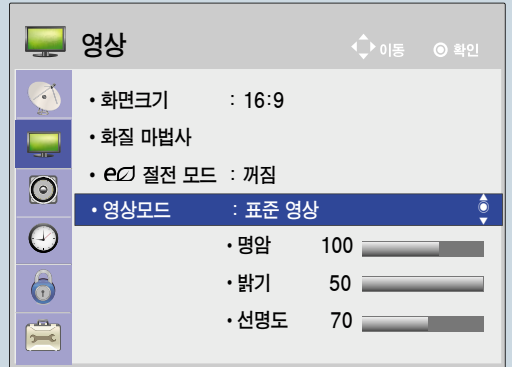 영상 이동 확인
• 화면크기 : 16:9
• 화질 마법사
• e 절전 모드 : 꺼짐
• 영상모드 : 표준 영상
• 명암 100
• 밝기 50
• 선명도 70